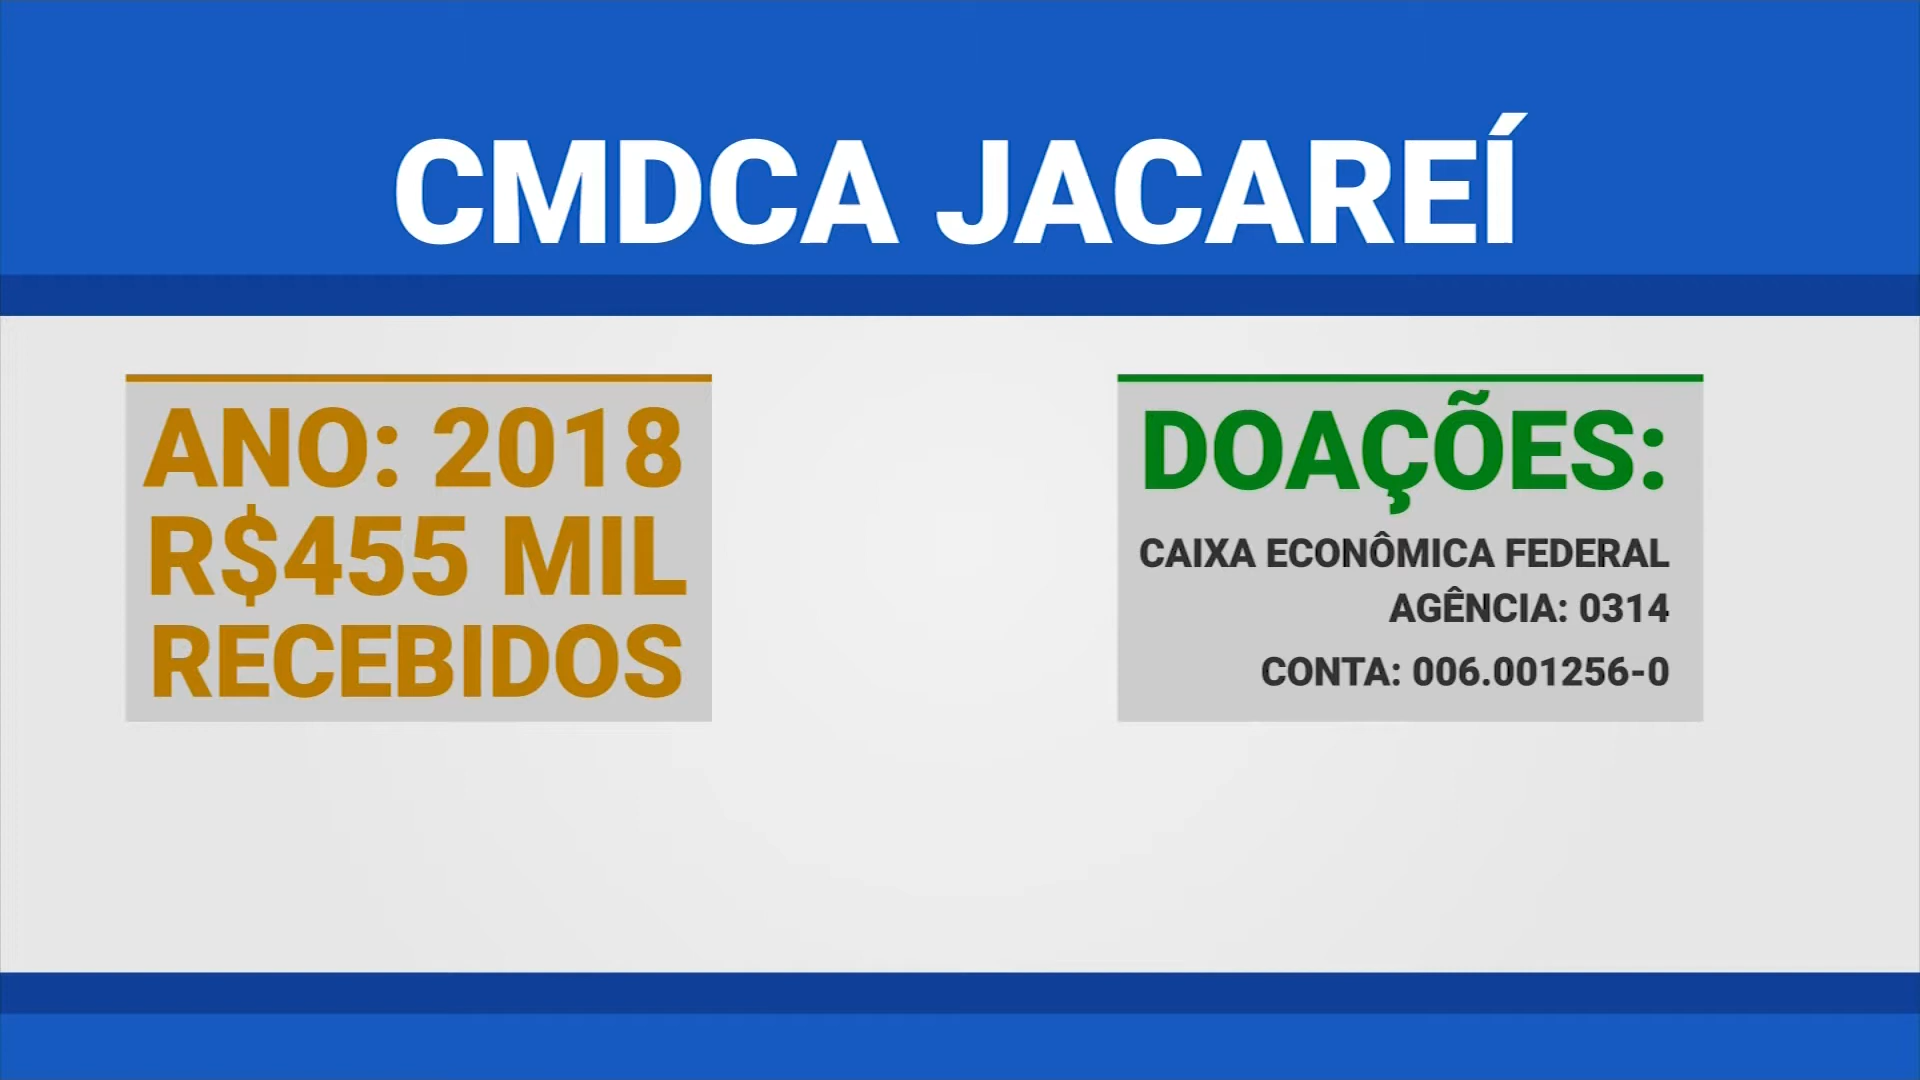 CMDCA JACAREÍ
ANO: 2018
R$455 MIL
RECEBIDOS
DOAÇÕES:
CAIXA ECONÔMICA FEDERAL
AGÊNCIA: 0314
CONTA: 006.001256-0